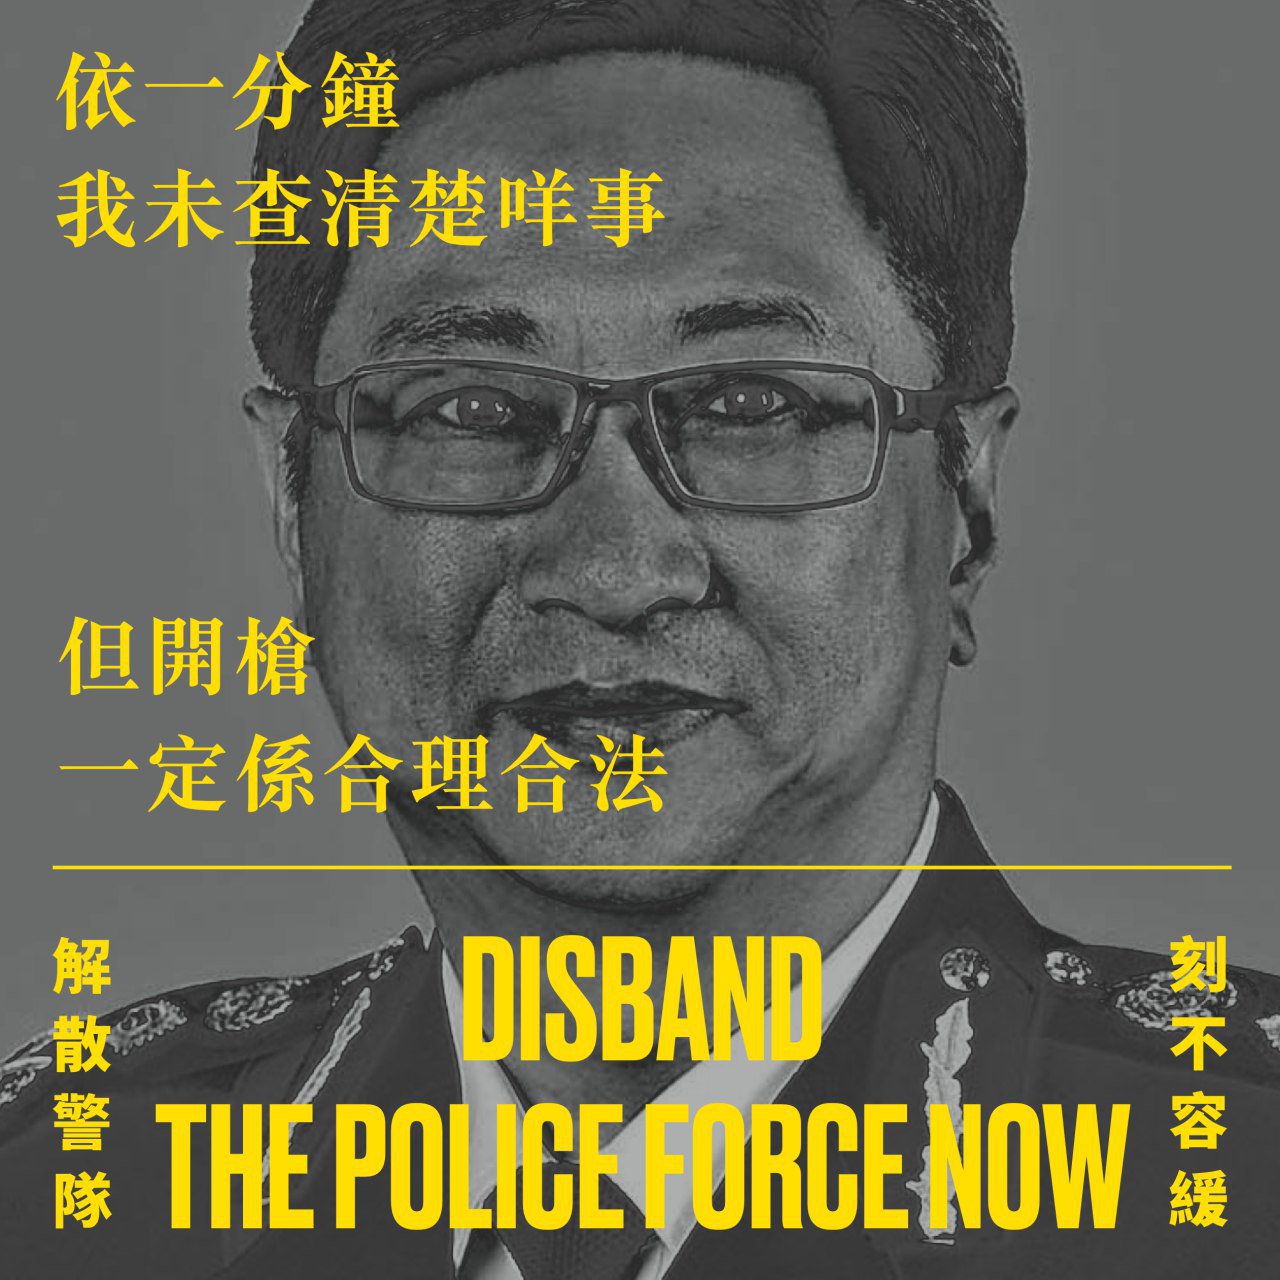 依一分鐘
我未查清楚咩事
但開槍
一定係合理合法
解散警隊
DISBAND
THE POLICE FORCE NOW
刻不容緩